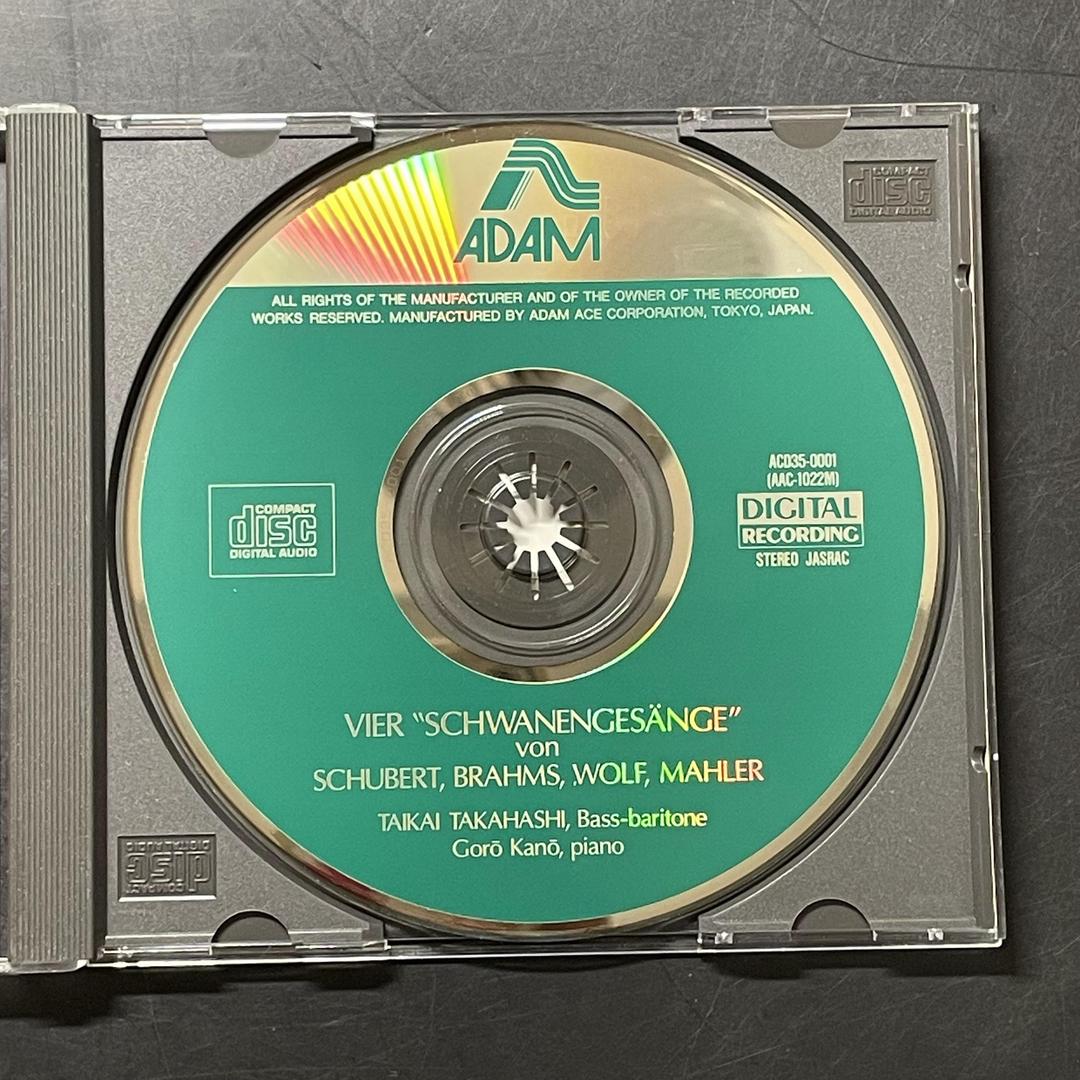 ADAM
ALL RIGHTS OF THE MANUFACTURER AND OF THE OWNER OF THE RECORDED
WORKS RESERVED. MANUFACTURED BY ADAM ACE CORPORATION, TOKYO, JAPAN.
COMPACT
disc
DIGITAL AUDIO
COMPACT
disc
DIGITAL AUDIO
ACD35-0001
(AAC-1022M)
DIGITAL
RECORDING
STEREO JASRAC
VIER "SCHWANENGESÄNGE"
von
SCHUBERT, BRAHMS, WOLF, MAHLER
TAIKAI TAKAHASHI, Bass-baritone
Gorō Kanō, piano
COMPACT
disc
DIGITAL AUDIO